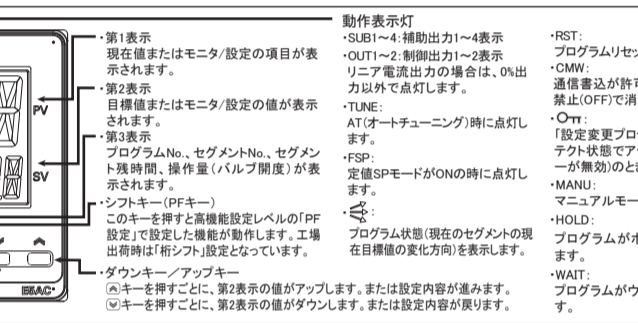 PV
SV
E5AC
・第1表示
現在値またはモニタ/設定の項目が表
示されます。
・第2表示
目標値またはモニタ/設定の値が表示
されます。
・第3表示
プログラムNo.、セグメントNo.、セグメン
ト残時間、操作量(バルブ開度)が表
示されます。
・シフトキー(PFキー)
このキーを押すと高機能設定レベルの「PF
設定」で設定した機能が動作します。工場
出荷時は「桁シフト」設定となっています。
・ダウンキー/アップキー
キーを押すごとに、第2表示の値がアップします。または設定内容が進みます。
キーを押すごとに、第2表示の値がダウンします。または設定内容が戻ります。
動作表示灯
・SUB1~4:補助出力1~4表示
・OUT1~2:制御出力1~2表示
リニア電流出力の場合は、0%出
力以外で点灯します。
・TUNE:
AT(オートチューニング)時に点灯し
ます。
・FSP:
定値SPモードがONの時に点灯し
ます。
プログラム状態(現在のセグメントの現
在目標値の変化方向)を表示します。
・RST:
プログラムリセッ
・CMW:
通信書込が許可
禁止(OFF)で消
「設定変更プロ
テクト状態でア
ーが無効)のと
・MANU:
マニュアルモー
・HOLD:
プログラムが
ます。
・WAIT:
プログラムがウ
す。